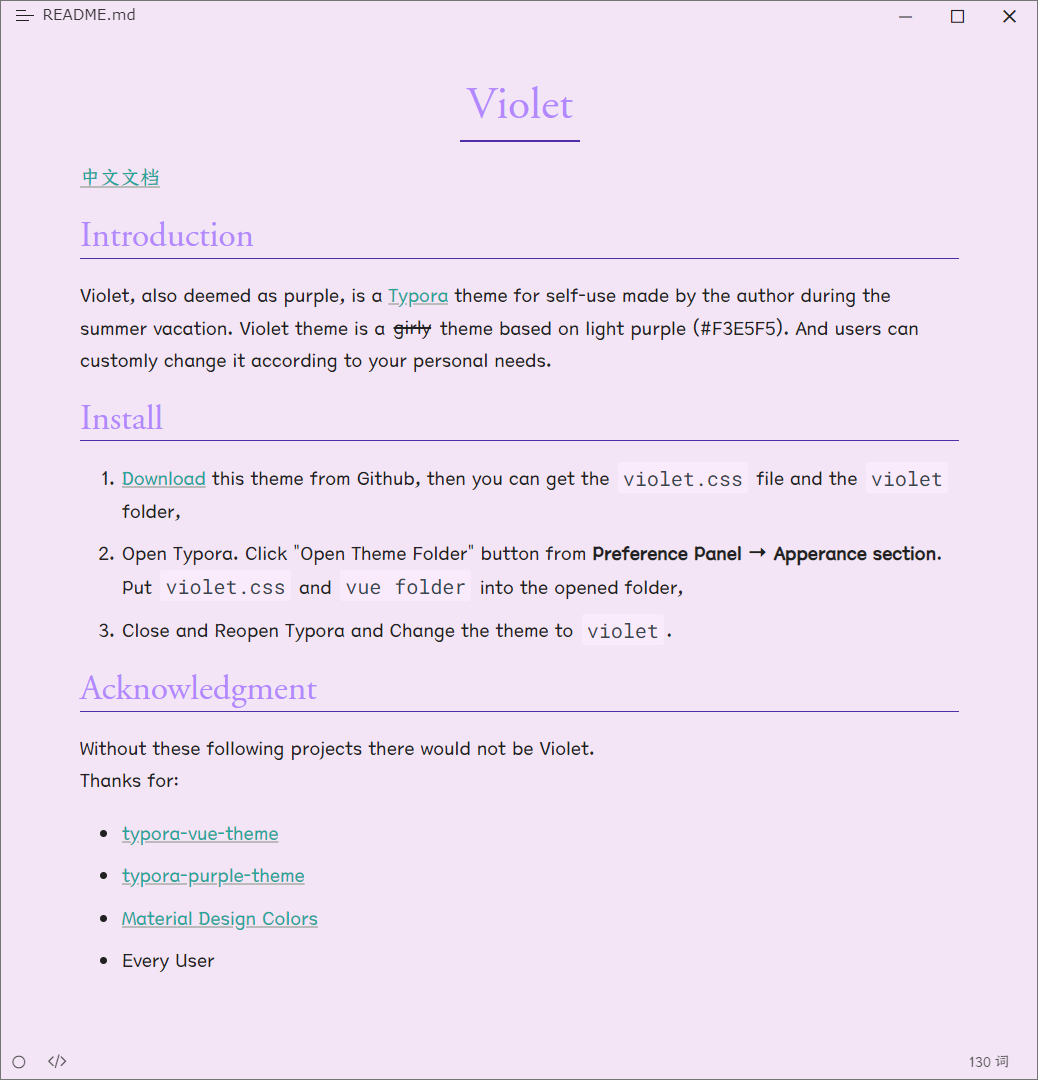 README.md
Violet
中文文档
Introduction
Violet, also deemed as purple, is a Typora theme for self-use made by the author during the
summer vacation. Violet theme is a girly theme based on light purple (#F3E5F5). And users can
customly change it according to your personal needs.
Install
1. Download this theme from Github, then you can get the violet.css file and the violet
folder,
2. Open Typora. Click "Open Theme Folder" button from Preference Panel → Apperance section.
Put violet.css and vue folder into the opened folder,
3. Close and Reopen Typora and Change the theme to violet.
Acknowledgment
Without these following projects there would not be Violet.
Thanks for:
• typora-vue-theme
• typora-purple-theme
• Material Design Colors
• Every User
</> 130 词